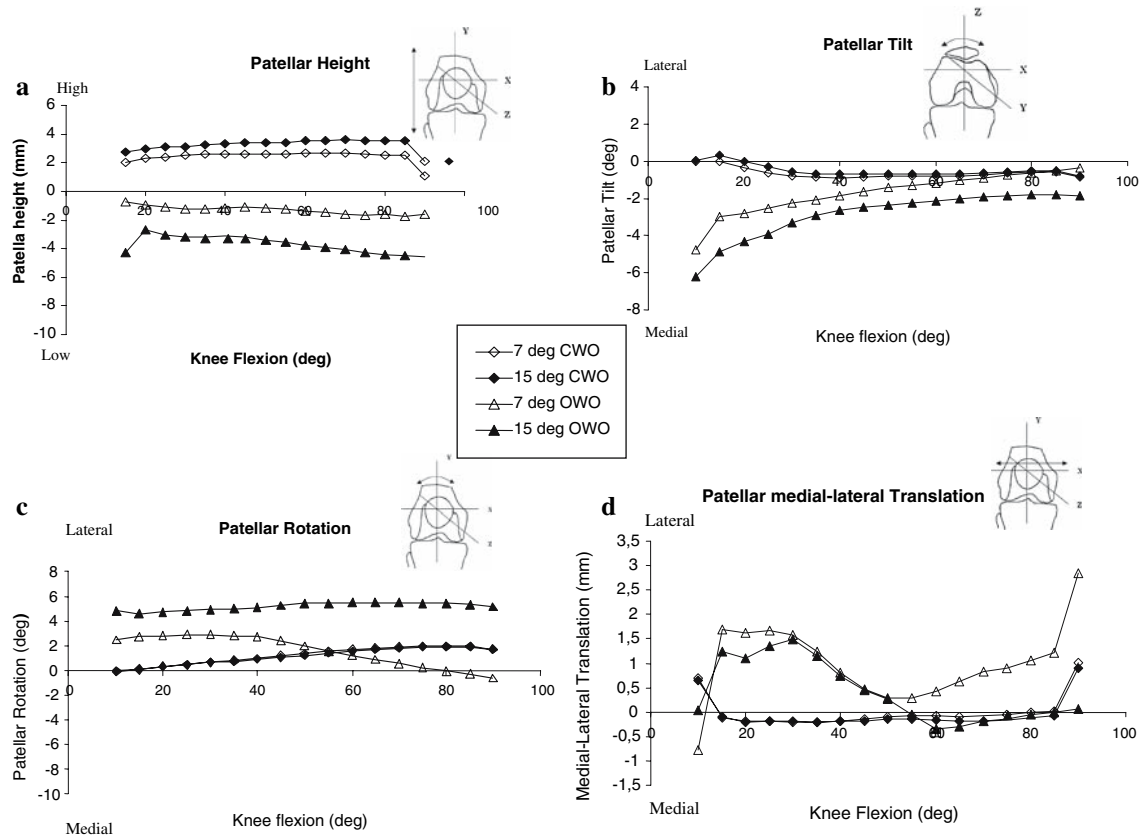 a
Patellar Height
High
Y
X
Z
Patella height (mm)
6
4
2
0
-2
-4
-6
-8
-10
0
20
40
60
80
100
Low
Knee Flexion (deg)
b
Patellar Tilt
Lateral
Z
X
Y
Patellar Tilt (deg)
4
2
0
-2
-4
-6
-8
0
20
40
60
80
100
Medial
Knee flexion (deg)
7 deg CWO
15 deg CWO
7 deg OWO
15 deg OWO
c
Patellar Rotation
Lateral
Y
X
Z
Patellar Rotation (deg)
8
6
4
2
0
-2
-4
-6
-8
-10
0
20
40
60
80
100
Medial
Knee flexion (deg)
d
Patellar medial-lateral Translation
Lateral
Y
X
Z
Medial-Lateral Translation (mm)
3,5
3
2,5
2
1,5
1
0,5
0
-0,5
-1
-1,5
0
20
40
60
80
100
Medial
Knee Flexion (deg)